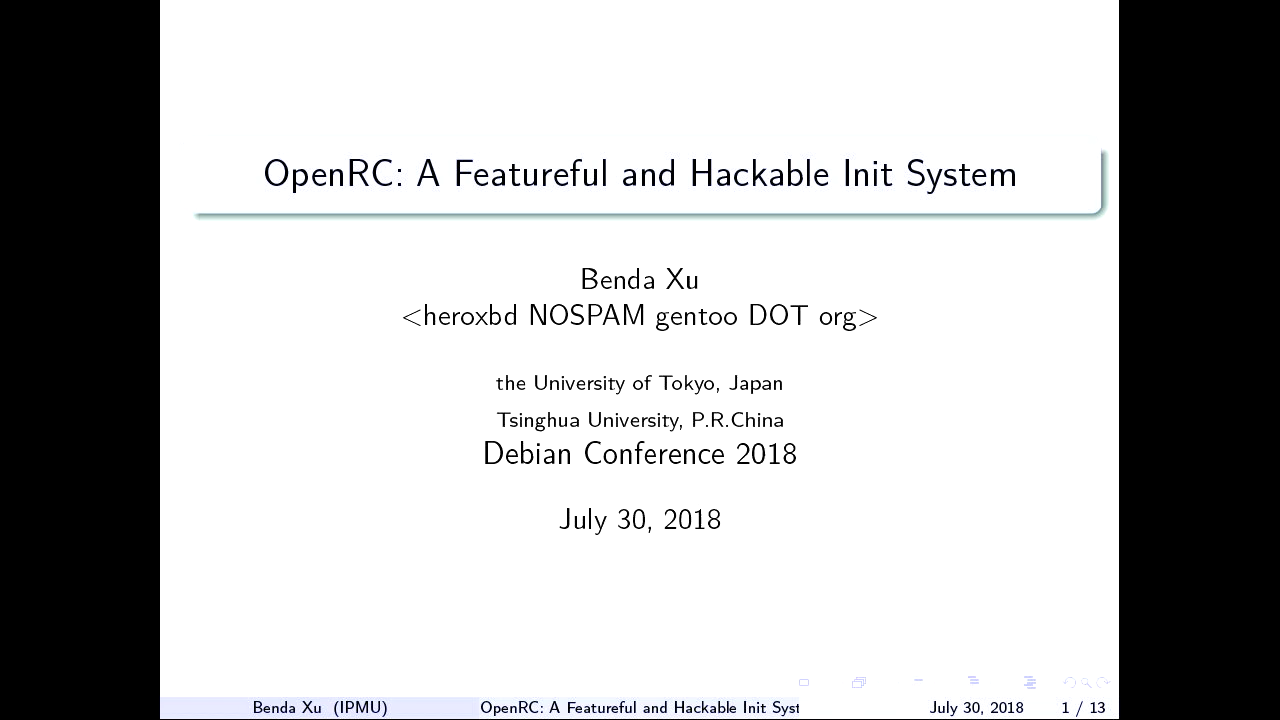 OpenRC: A Featureful and Hackable Init System
Benda Xu
<heroxbd NOSPAM gentoo DOT org>
the University of Tokyo, Japan
Tsinghua University, P.R.China
Debian Conference 2018
July 30, 2018
Benda Xu (IPMU) OpenRC: A Featureful and Hackable Init Syst July 30, 2018 1 / 13